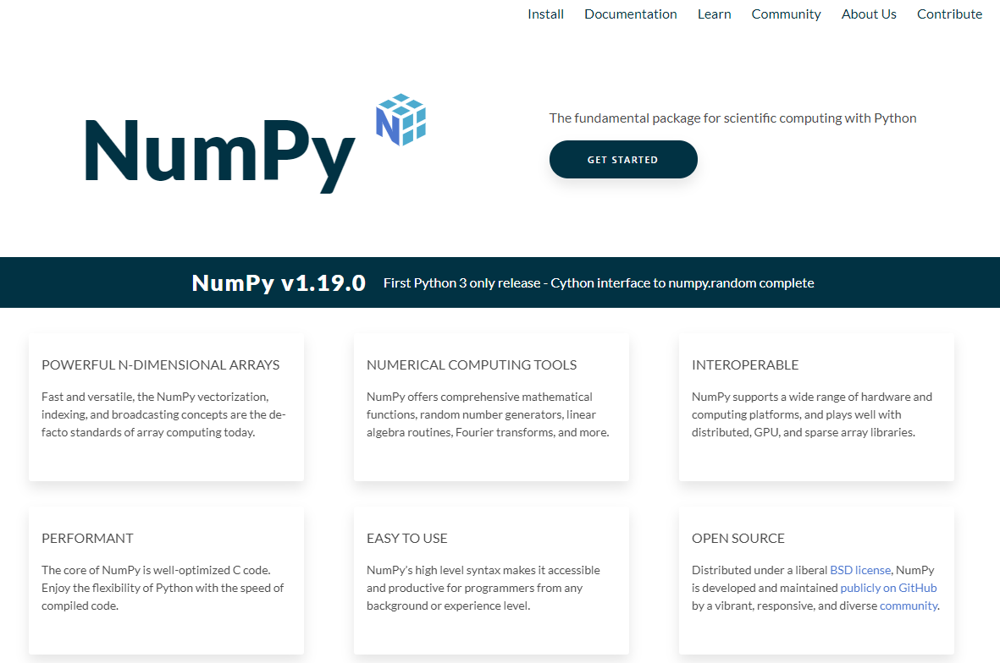 Install Documentation Learn Community About Us Contribute
NumPy
The fundamental package for scientific computing with Python
GET STARTED
NumPy v1.19.0 First Python 3 only release - Cython interface to numpy.random complete
POWERFUL N-DIMENSIONAL ARRAYS
Fast and versatile, the NumPy vectorization,
indexing, and broadcasting concepts are the de-
facto standards of array computing today.
NUMERICAL COMPUTING TOOLS
NumPy offers comprehensive mathematical
functions, random number generators, linear
algebra routines, Fourier transforms, and more.
INTEROPERABLE
NumPy supports a wide range of hardware and
computing platforms, and plays well with
distributed, GPU, and sparse array libraries.
PERFORMANT
The core of NumPy is well-optimized C code.
Enjoy the flexibility of Python with the speed of
compiled code.
EASY TO USE
NumPy's high level syntax makes it accessible
and productive for programmers from any
background or experience level.
OPEN SOURCE
Distributed under a liberal BSD license, NumPy
is developed and maintained publicly on GitHub
by a vibrant, responsive, and diverse community.